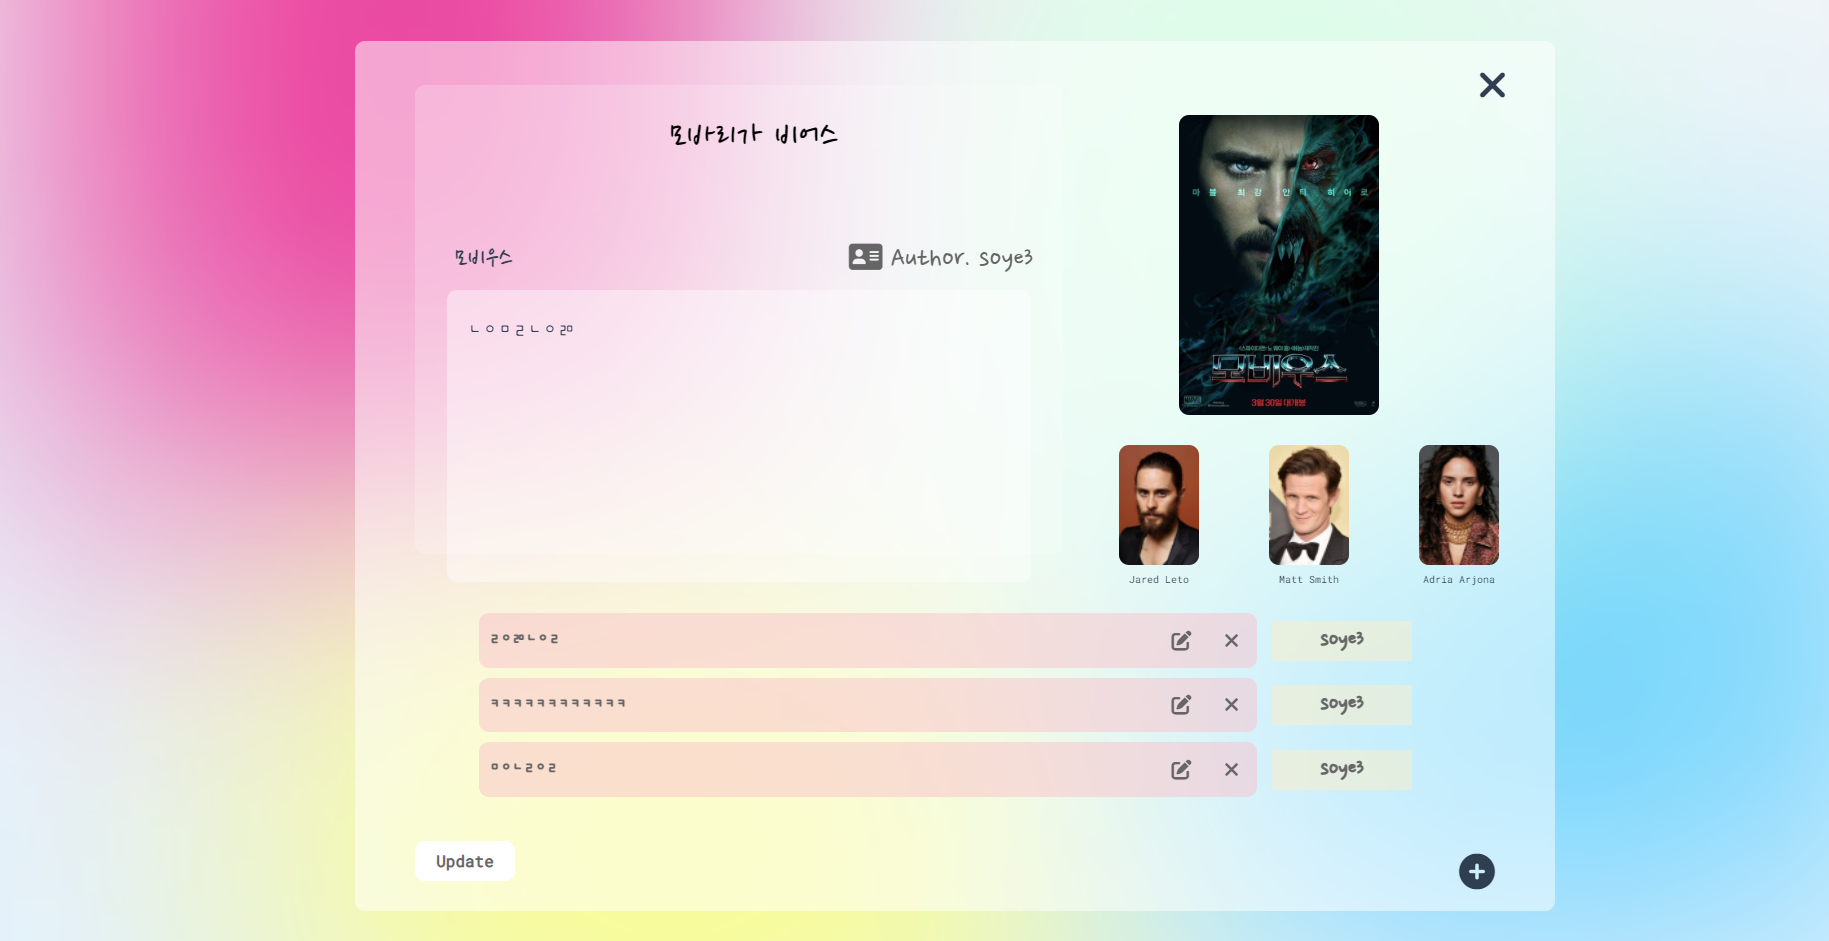 모바리가 비어스
모비우스
Author. soye3
ㄴㅇㅁㄹㄴㅇㄻ
마블 최강 안티 히어로
모비우스
3월 30일 대개봉
Jared Leto
Matt Smith
Adria Arjona
ㄹㅇㄻㄴㅇㄹ
soye3
ㅋㅋㅋㅋㅋㅋㅋㅋㅋㅋㅋㅋ
soye3
ㅁㅇㄴㄹㅇㄹ
soye3
Update